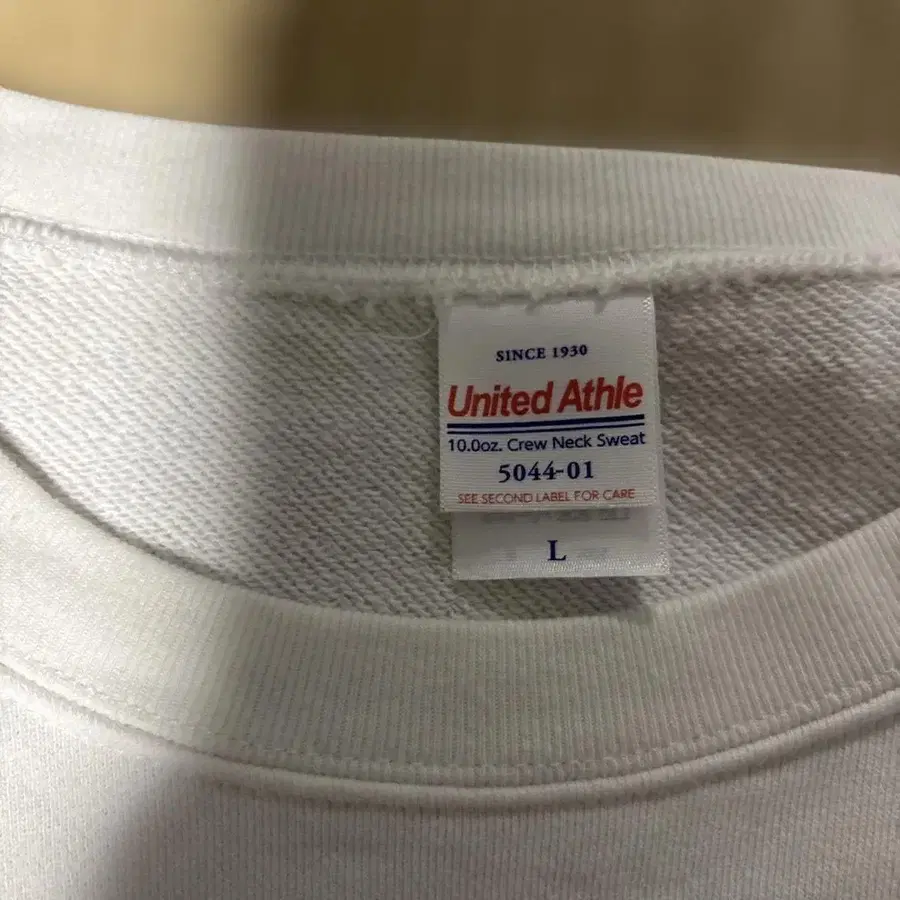 SINCE 1930
United Athle
10.0oz. Crew Neck Sweat
5044-01
SEE SECOND LABEL FOR CARE
L